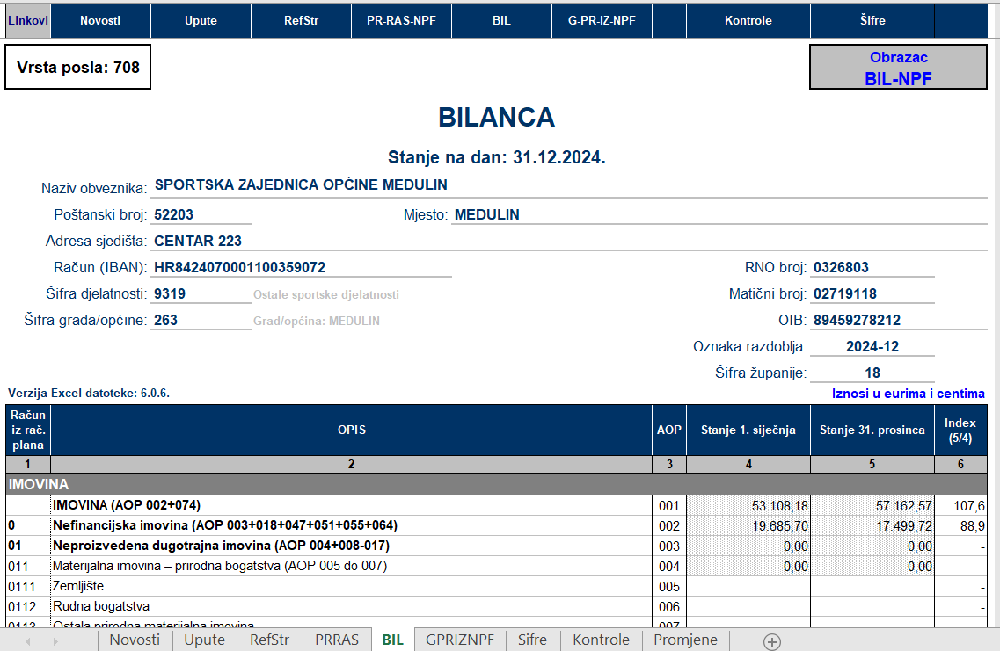 Linkovi Novosti Upute RefStr PR-RAS-NPF BIL G-PR-IZ-NPF Kontrole Šifre
Vrsta posla: 708
Obrazac
BIL-NPF
BILANCA
Stanje na dan: 31.12.2024.
Naziv obveznika: SPORTSKA ZAJEDNICA OPĆINE MEDULIN
Poštanski broj: 52203 Mjesto: MEDULIN
Adresa sjedišta: CENTAR 223
Račun (IBAN): HR8424070001100359072 RNO broj: 0326803
Šifra djelatnosti: 9319 Ostale sportske djelatnosti Matični broj: 02719118
Šifra grada/općine: 263 Grad/općina: MEDULIN OIB: 89459278212
Oznaka razdoblja: 2024-12
Šifra županije: 18
Verzija Excel datoteke: 6.0.6. Iznosi u eurima i centima
Račun iz rač. plana OPIS AOP Stanje 1. siječnja Stanje 31. prosinca Index (5/4)
1 2 3 4 5 6
IMOVINA
IMOVINA (AOP 002+074) 001 53.108,18 57.162,57 107,6
0 Nefinancijska imovina (AOP 003+018+047+051+055+064) 002 19.685,70 17.499,72 88,9
01 Neproizvedena dugotrajna imovina (AOP 004+008-017) 003 0,00 0,00 -
011 Materijalna imovina – prirodna bogatstva (AOP 005 do 007) 004 0,00 0,00 -
0111 Zemljište 005 -
0112 Rudna bogatstva 006 -
0113 Ostala prirodna materijalna imovina 007 -
Novosti Upute RefStr PRRAS BIL GPRIZNPF Sifre Kontrole Promjene